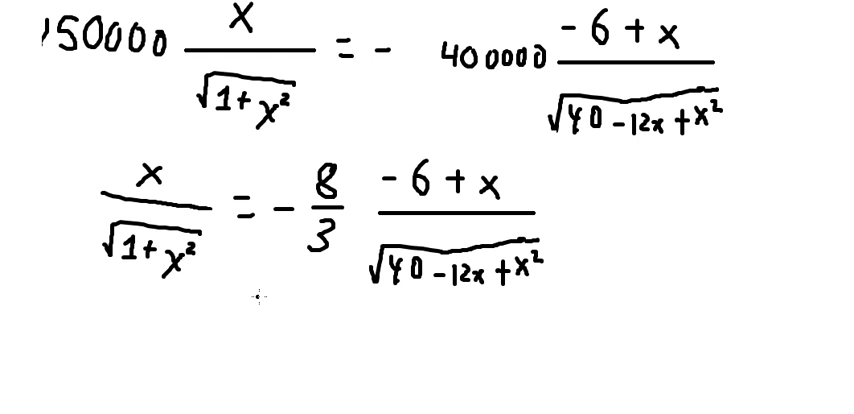 150000 x/√(1+x²) = - 400000 (-6+x)/√(40-12x+x²)
x/√(1+x²) = - 8/3 (-6+x)/√(40-12x+x²)